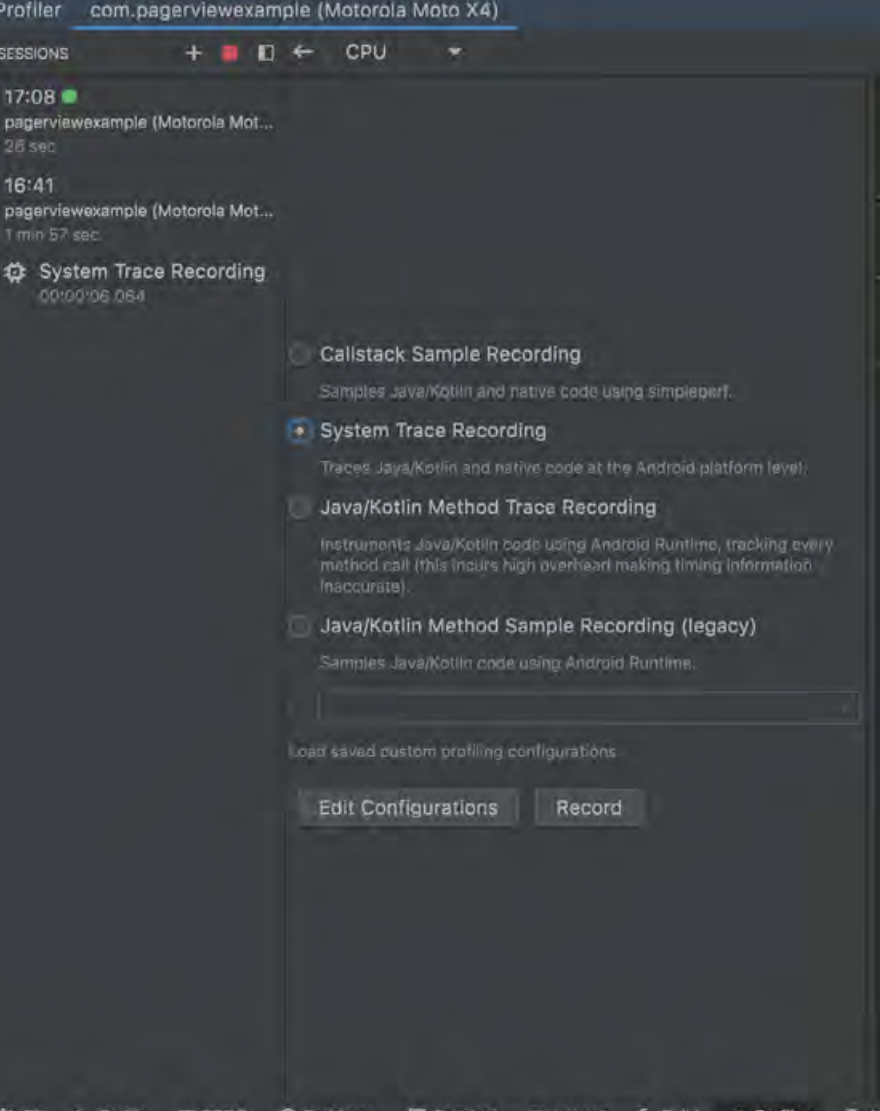 Profiler com.pagerviewexample (Motorola Moto X4)
SESSIONS CPU
17:08
pagerviewexample (Motorola Mot...
26 sec
16:41
pagerviewexample (Motorola Mot...
1 min 57 sec
System Trace Recording
00:00:06.064
Callstack Sample Recording
Samples Java/Kotlin and native code using simpleperf.
System Trace Recording
Traces Java/Kotlin and native code at the Android platform level.
Java/Kotlin Method Trace Recording
Instruments Java/Kotlin code using Android Runtime, tracking every
method call (this incurs high overhead making timing information
inaccurate).
Java/Kotlin Method Sample Recording (legacy)
Samples Java/Kotlin code using Android Runtime.
Load saved custom profiling configurations
Edit Configurations Record